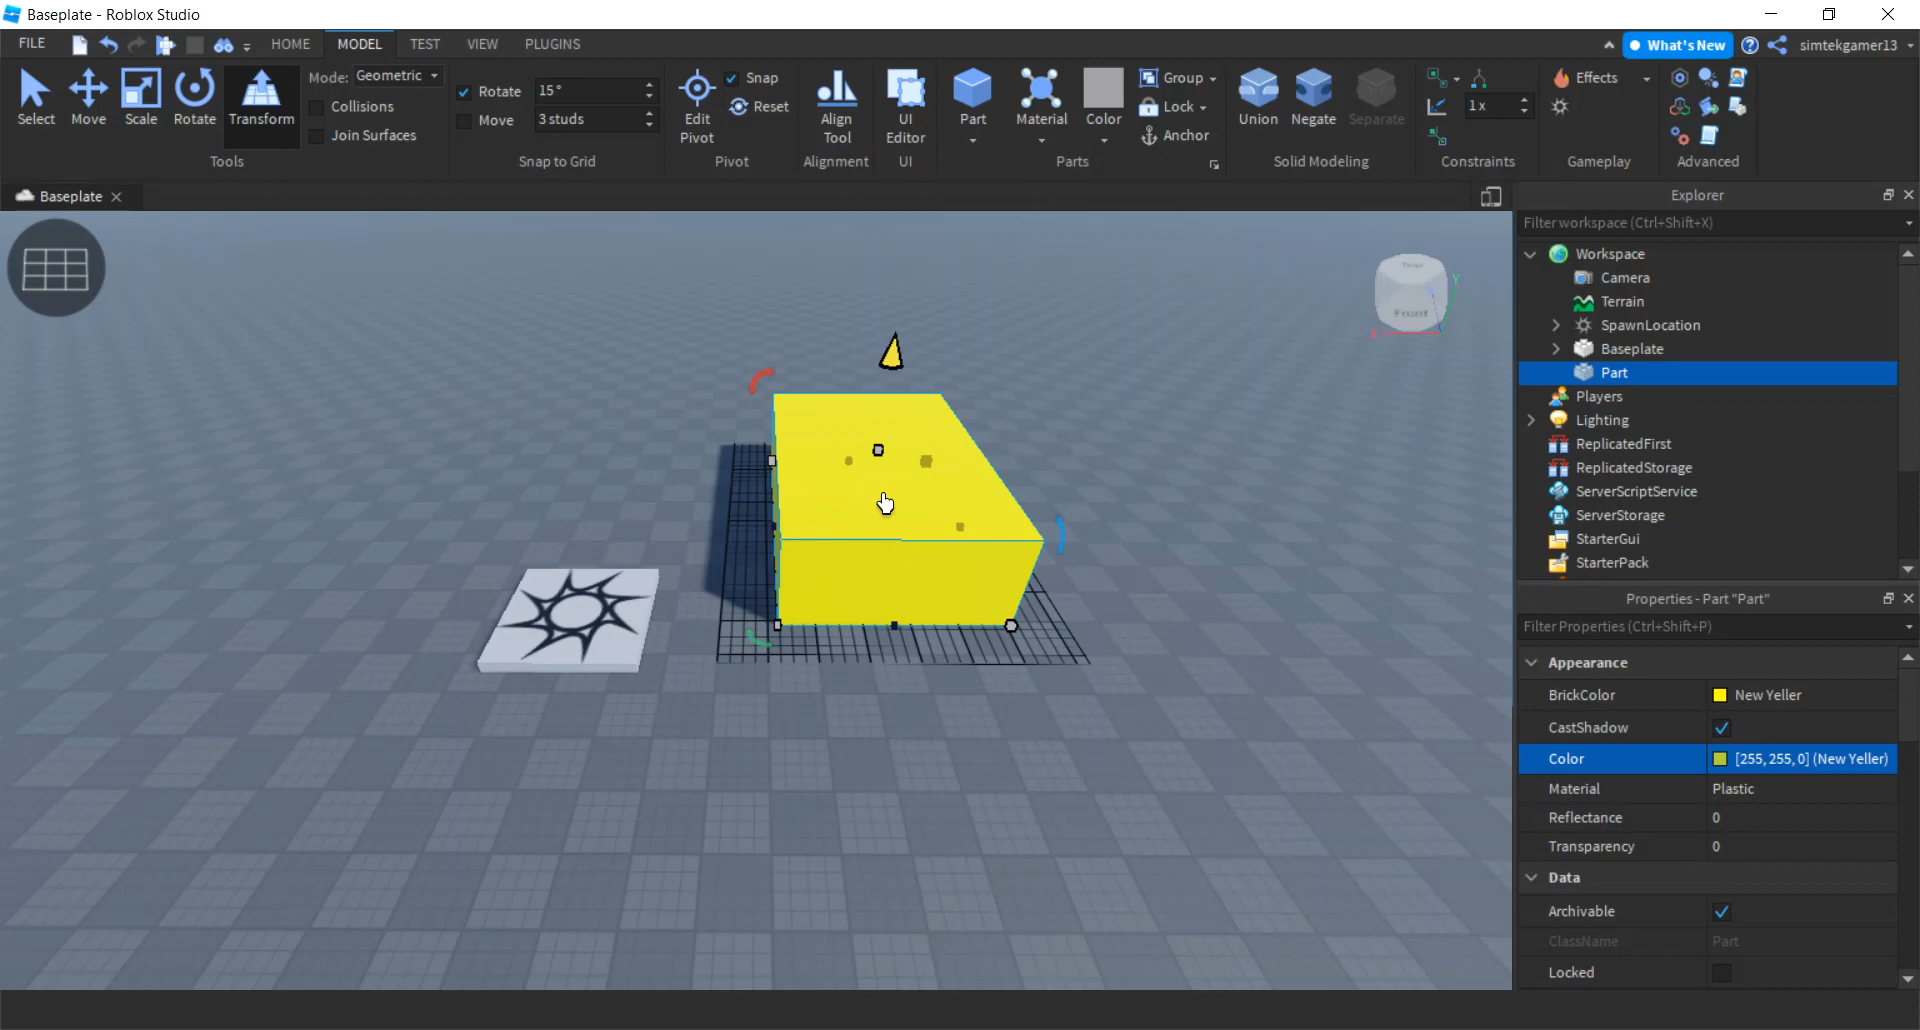 Baseplate - Roblox Studio
FILE
HOME
MODEL
TEST
VIEW
PLUGINS
What's New
simtekgamer13
Select
Move
Scale
Rotate
Transform
Mode: Geometric
Collisions
Join Surfaces
Tools
Rotate
15°
Move
3 studs
Snap to Grid
Edit
Pivot
Snap
Reset
Pivot
Align
Tool
Alignment
UI
Editor
UI
Part
Material
Color
Group
Lock
Anchor
Parts
Union
Negate
Separate
Solid Modeling
1 x
Constraints
Effects
Gameplay
Advanced
Baseplate
Top
Front
X
Y
Explorer
Filter workspace (Ctrl+Shift+X)
Workspace
Camera
Terrain
SpawnLocation
Baseplate
Part
Players
Lighting
ReplicatedFirst
ReplicatedStorage
ServerScriptService
ServerStorage
StarterGui
StarterPack
Properties - Part "Part"
Filter Properties (Ctrl+Shift+P)
Appearance
BrickColor
New Yeller
CastShadow
Color
[255, 255, 0] (New Yeller)
Material
Plastic
Reflectance
0
Transparency
0
Data
Archivable
ClassName
Part
Locked